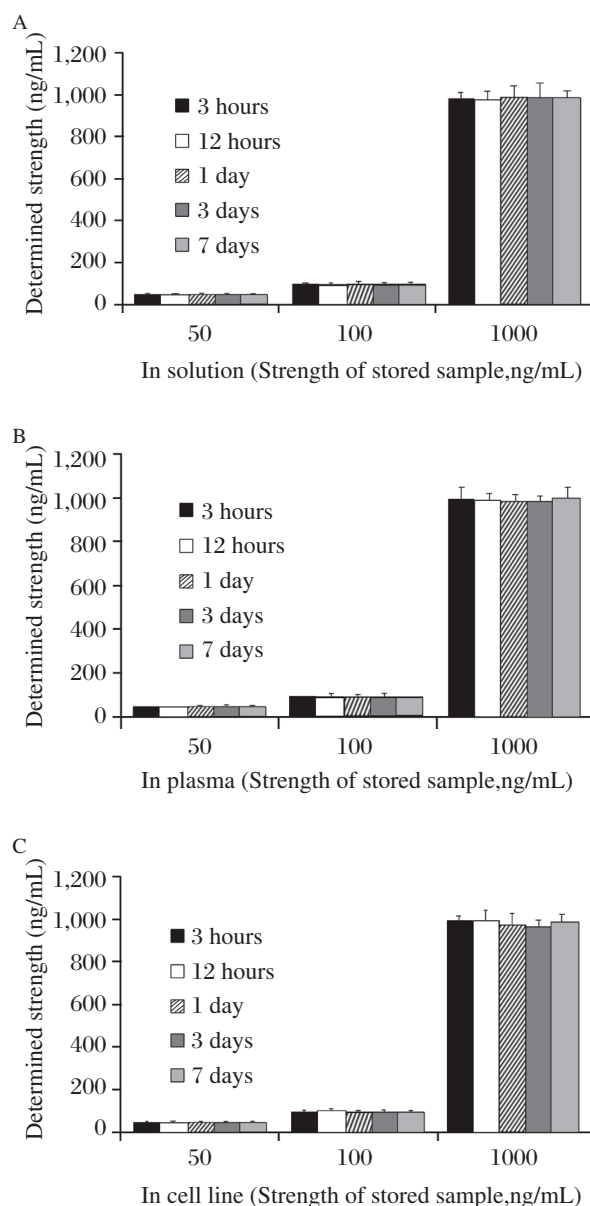 A
Determined strength (ng/mL)
1,200
1,000
800
600
400
200
0
3 hours
12 hours
1 day
3 days
7 days
50 100 1000
In solution (Strength of stored sample,ng/mL)
B
Determined strength (ng/mL)
1,200
1,000
800
600
400
200
0
3 hours
12 hours
1 day
3 days
7 days
50 100 1000
In plasma (Strength of stored sample,ng/mL)
C
Determined strength (ng/mL)
1,200
1,000
800
600
400
200
0
3 hours
12 hours
1 day
3 days
7 days
50 100 1000
In cell line (Strength of stored sample,ng/mL)